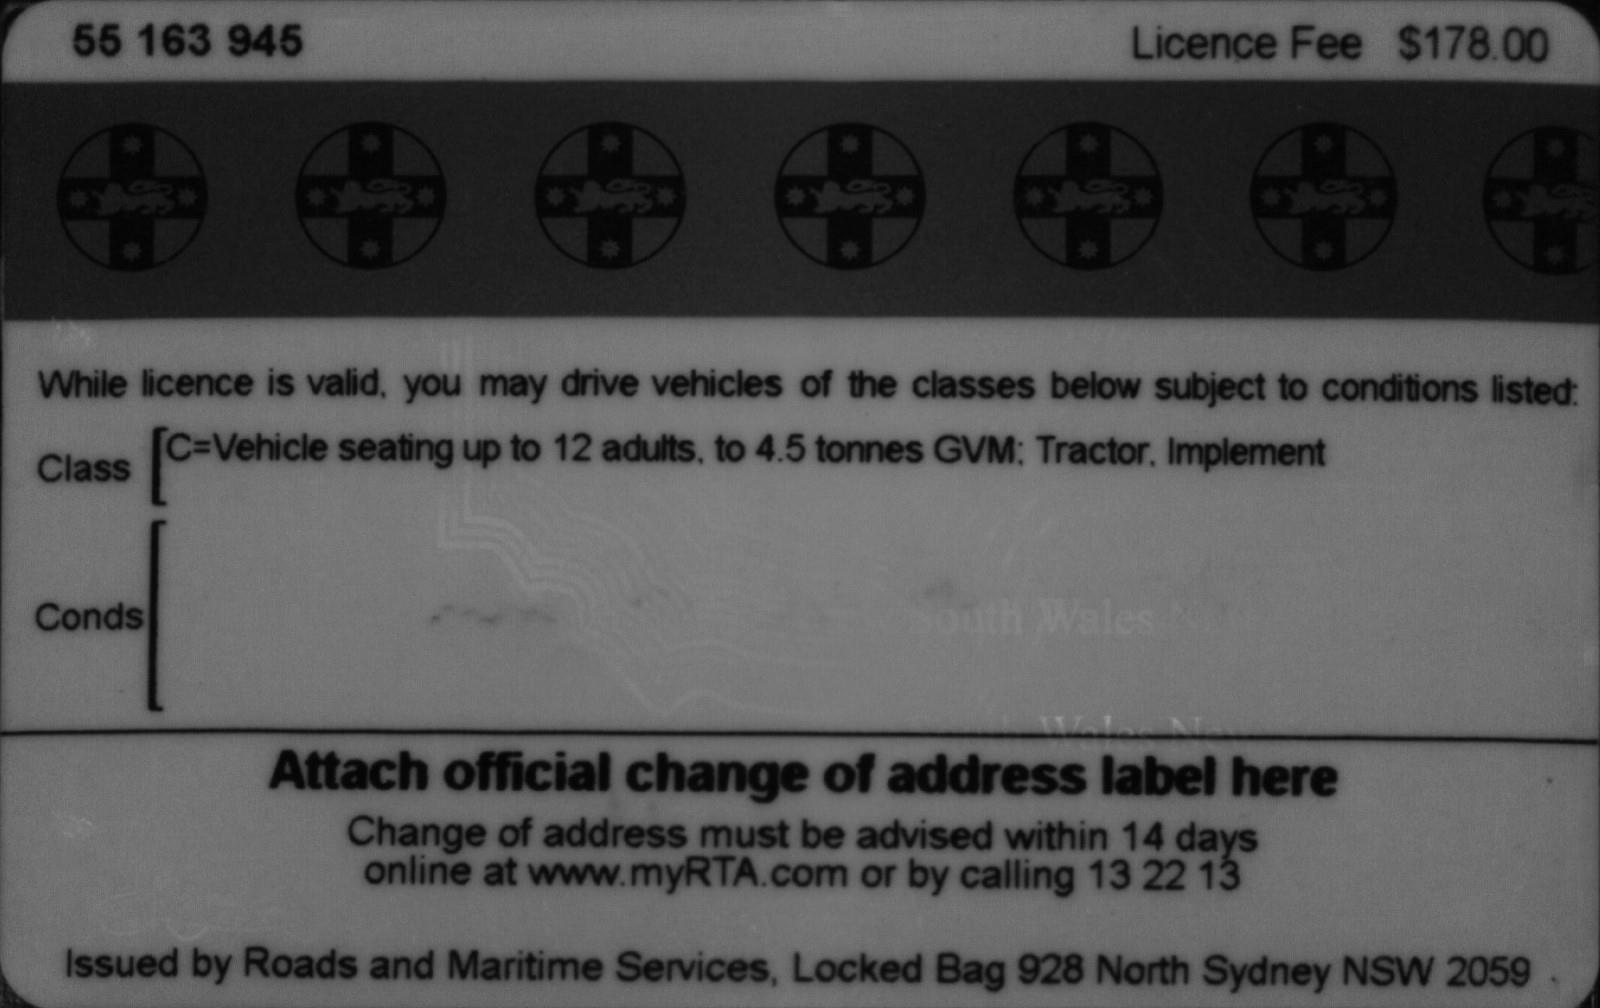 55 163 945
Licence Fee $178.00
While licence is valid, you may drive vehicles of the classes below subject to conditions listed:
Class [C=Vehicle seating up to 12 adults, to 4.5 tonnes GVM; Tractor, Implement
Conds [
South Wales
Wales New
Attach official change of address label here
Change of address must be advised within 14 days
online at www.myRTA.com or by calling 13 22 13
Issued by Roads and Maritime Services, Locked Bag 928 North Sydney NSW 2059